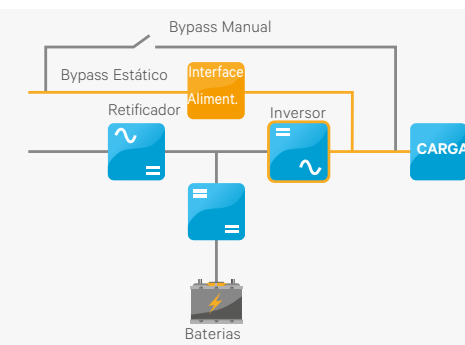 Bypass Manual
Bypass Estático
Interface
Aliment.
Retificador
Inversor
CARGA
Baterias